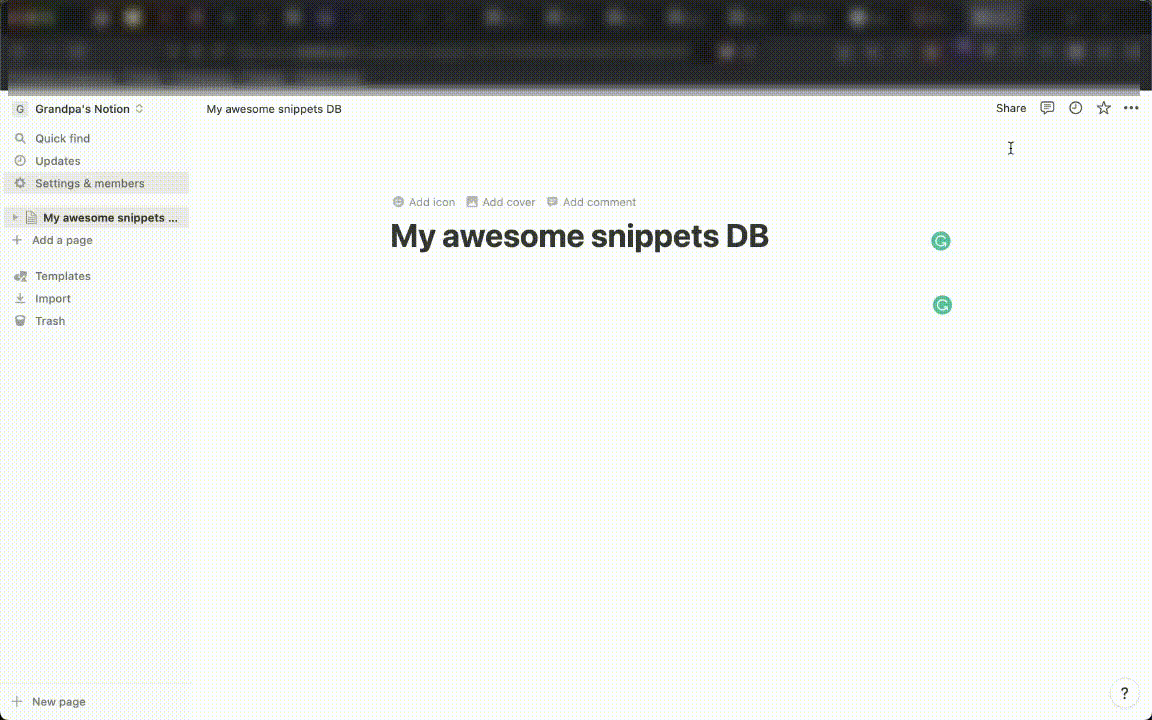 G Grandpa's Notion
My awesome snippets DB
Share
Quick find
Updates
Settings & members
My awesome snippets ...
Add a page
Templates
Import
Trash
New page
Add icon Add cover Add comment
My awesome snippets DB
?